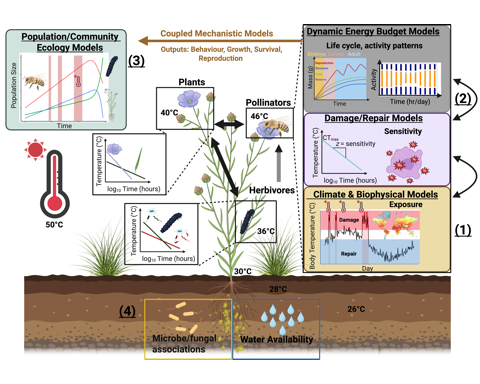 Population/Community
Ecology Models
Population Size
Time
(3)
Coupled Mechanistic Models
Outputs: Behaviour, Growth, Survival,
Reproduction
Dynamic Energy Budget Models
Life cycle, activity patterns
Mass (g)
Reproduction
Time
Activity
Time (hr/day)
(2)
Damage/Repair Models
Sensitivity
Temperature (°C)
CTmax
z = sensitivity
log10 Time (hours)
Climate & Biophysical Models
Exposure
Body Temperature (°C)
Damage
Repair
Day
(1)
Plants
40°C
Pollinators
46°C
Herbivores
36°C
Temperature (°C)
log10 Time (hours)
Temperature (°C)
log10 Time (hours)
50°C
30°C
28°C
26°C
(4)
Microbe/fungal
associations
Water Availability